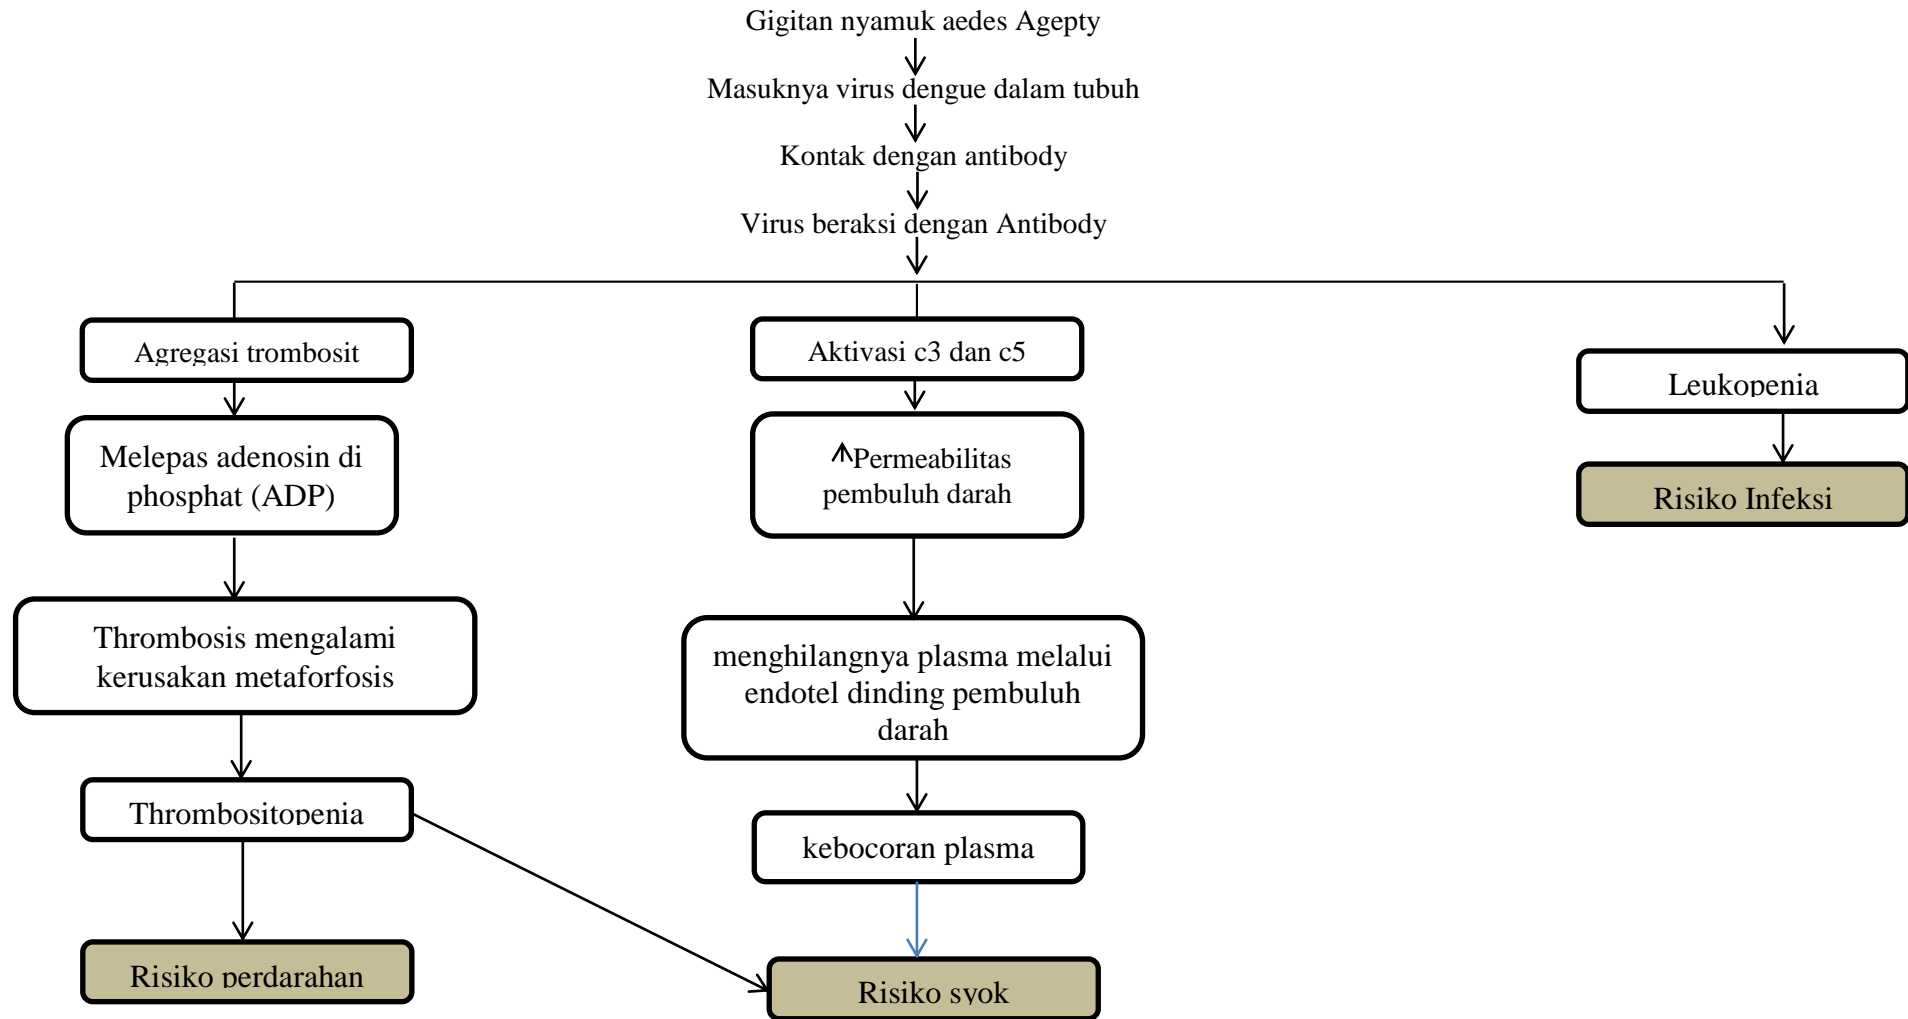 Gigitan nyamuk aedes Agepty
Masuknya virus dengue dalam tubuh
Kontak dengan antibody
Virus beraksi dengan Antibody
Agregasi trombosit
Melepas adenosin di
phosphat (ADP)
Thrombosis mengalami
kerusakan metaforfosis
Thrombositopenia
Risiko perdarahan
Aktivasi c3 dan c5
Permeabilitas
pembuluh darah
menghilangnya plasma melalui
endotel dinding pembuluh
darah
kebocoran plasma
Risiko syok
Leukopenia
Risiko Infeksi